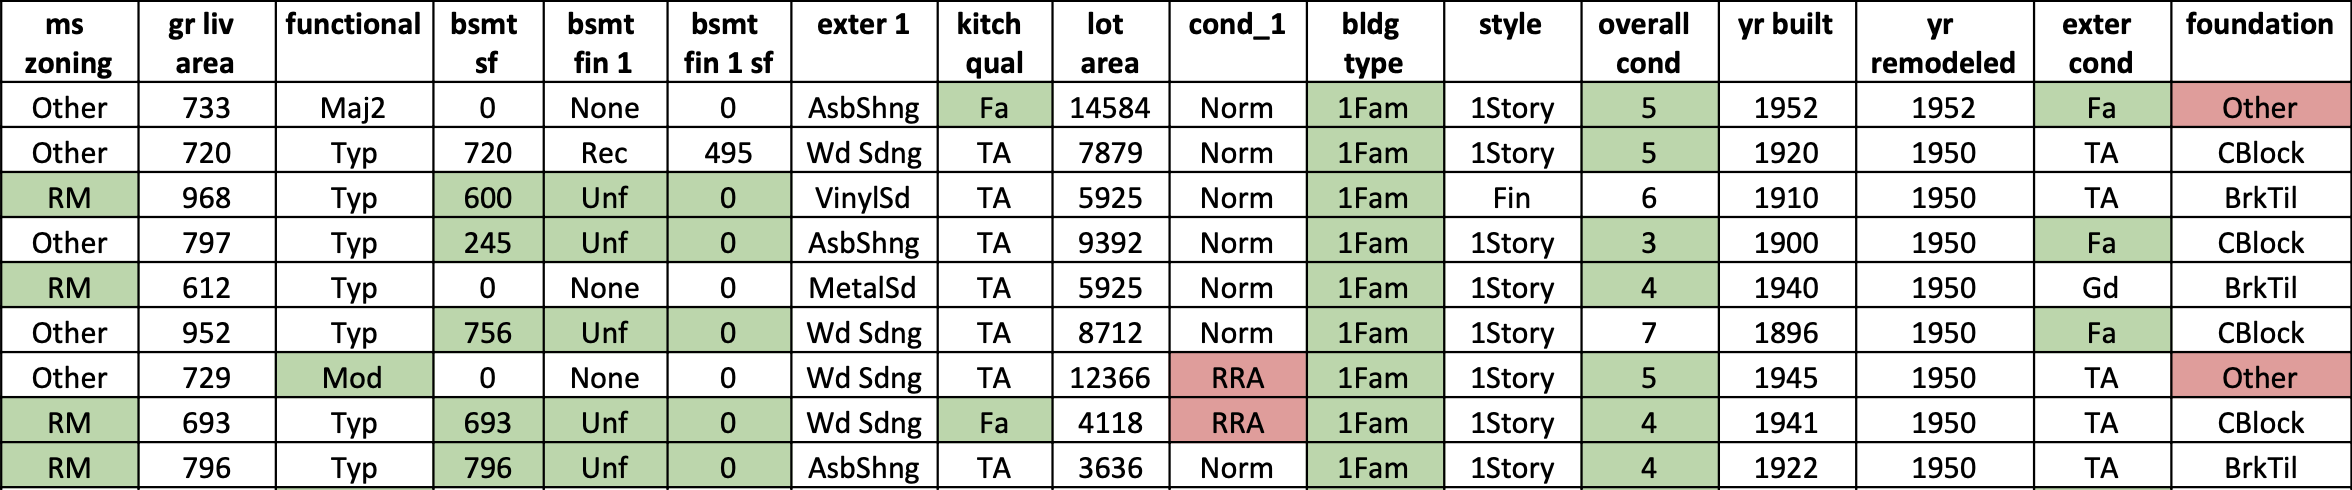 ms zoning gr liv area functional bsmt sf bsmt fin 1 bsmt fin 1 sf exter 1 kitch qual lot area cond_1 bldg type style overall cond yr built yr remodeled exter cond foundation
Other 733 Maj2 0 None 0 AsbShng Fa 14584 Norm 1Fam 1Story 5 1952 1952 Fa Other
Other 720 Typ 720 Rec 495 Wd Sdng TA 7879 Norm 1Fam 1Story 5 1920 1950 TA CBlock
RM 968 Typ 600 Unf 0 VinylSd TA 5925 Norm 1Fam Fin 6 1910 1950 TA BrkTil
Other 797 Typ 245 Unf 0 AsbShng TA 9392 Norm 1Fam 1Story 3 1900 1950 Fa CBlock
RM 612 Typ 0 None 0 MetalSd TA 5925 Norm 1Fam 1Story 4 1940 1950 Gd BrkTil
Other 952 Typ 756 Unf 0 Wd Sdng TA 8712 Norm 1Fam 1Story 7 1896 1950 Fa CBlock
Other 729 Mod 0 None 0 Wd Sdng TA 12366 RRA 1Fam 1Story 5 1945 1950 TA Other
RM 693 Typ 693 Unf 0 Wd Sdng Fa 4118 RRA 1Fam 1Story 4 1941 1950 TA CBlock
RM 796 Typ 796 Unf 0 AsbShng TA 3636 Norm 1Fam 1Story 4 1922 1950 TA BrkTil